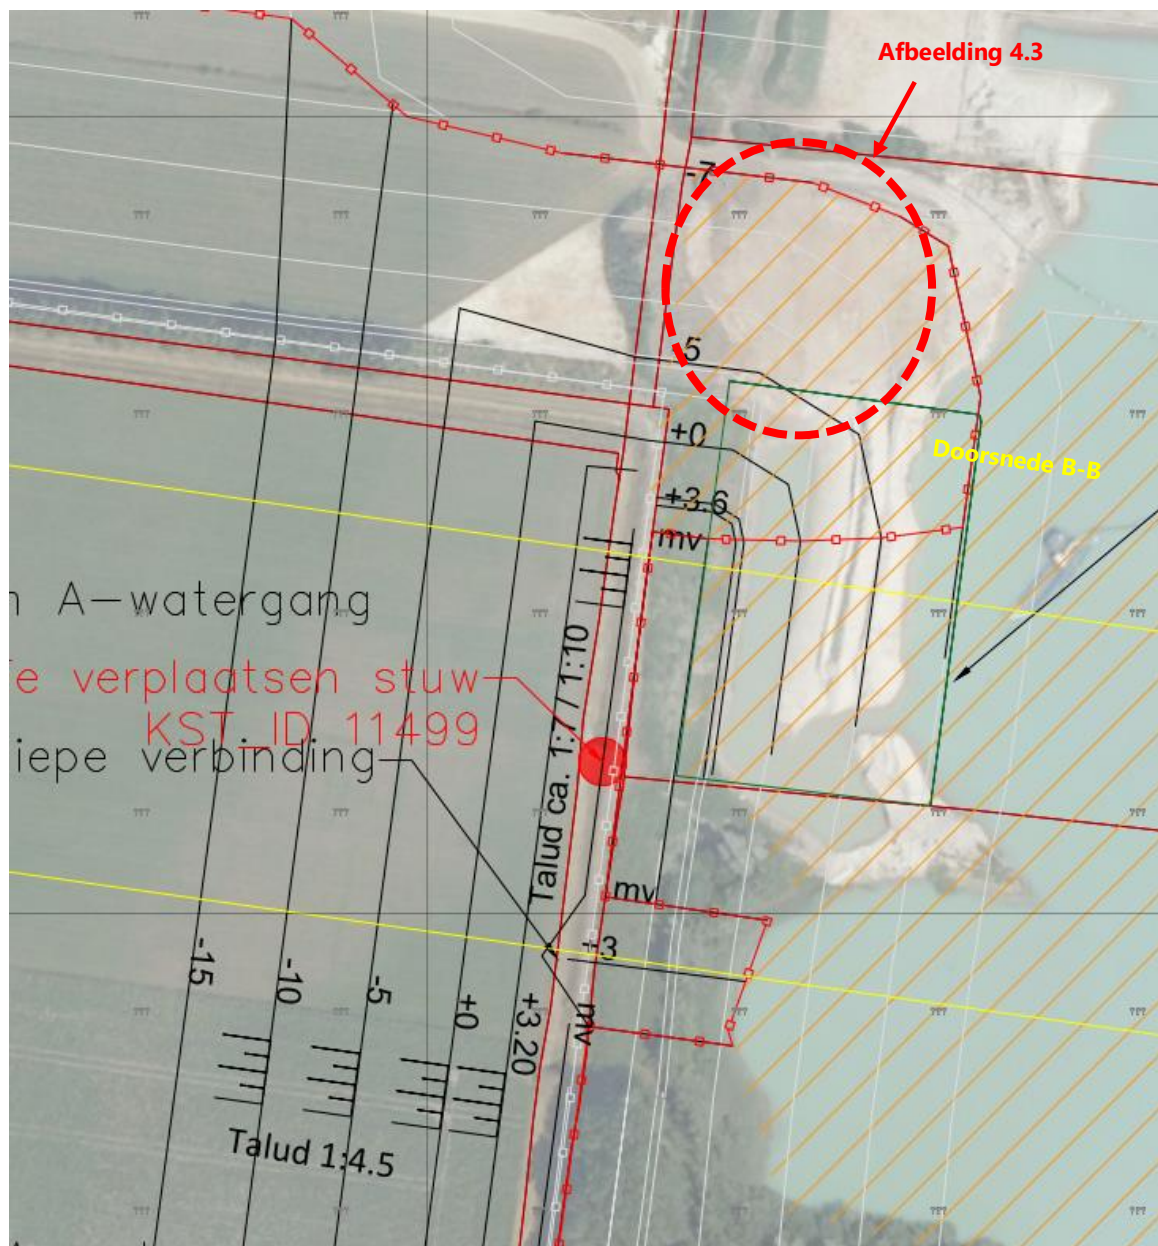 Afbeelding 4.3
-7
-5
+0
Doorsnede B-B
+3.6
mv
n A-watergang
e verplaatsen stuw
KST_ID 11499
iepe verbinding
Talud ca. 1:7 / 1:10
mv
+3
mv
-15
-10
-5
+0
+3.20
Talud 1:4.5